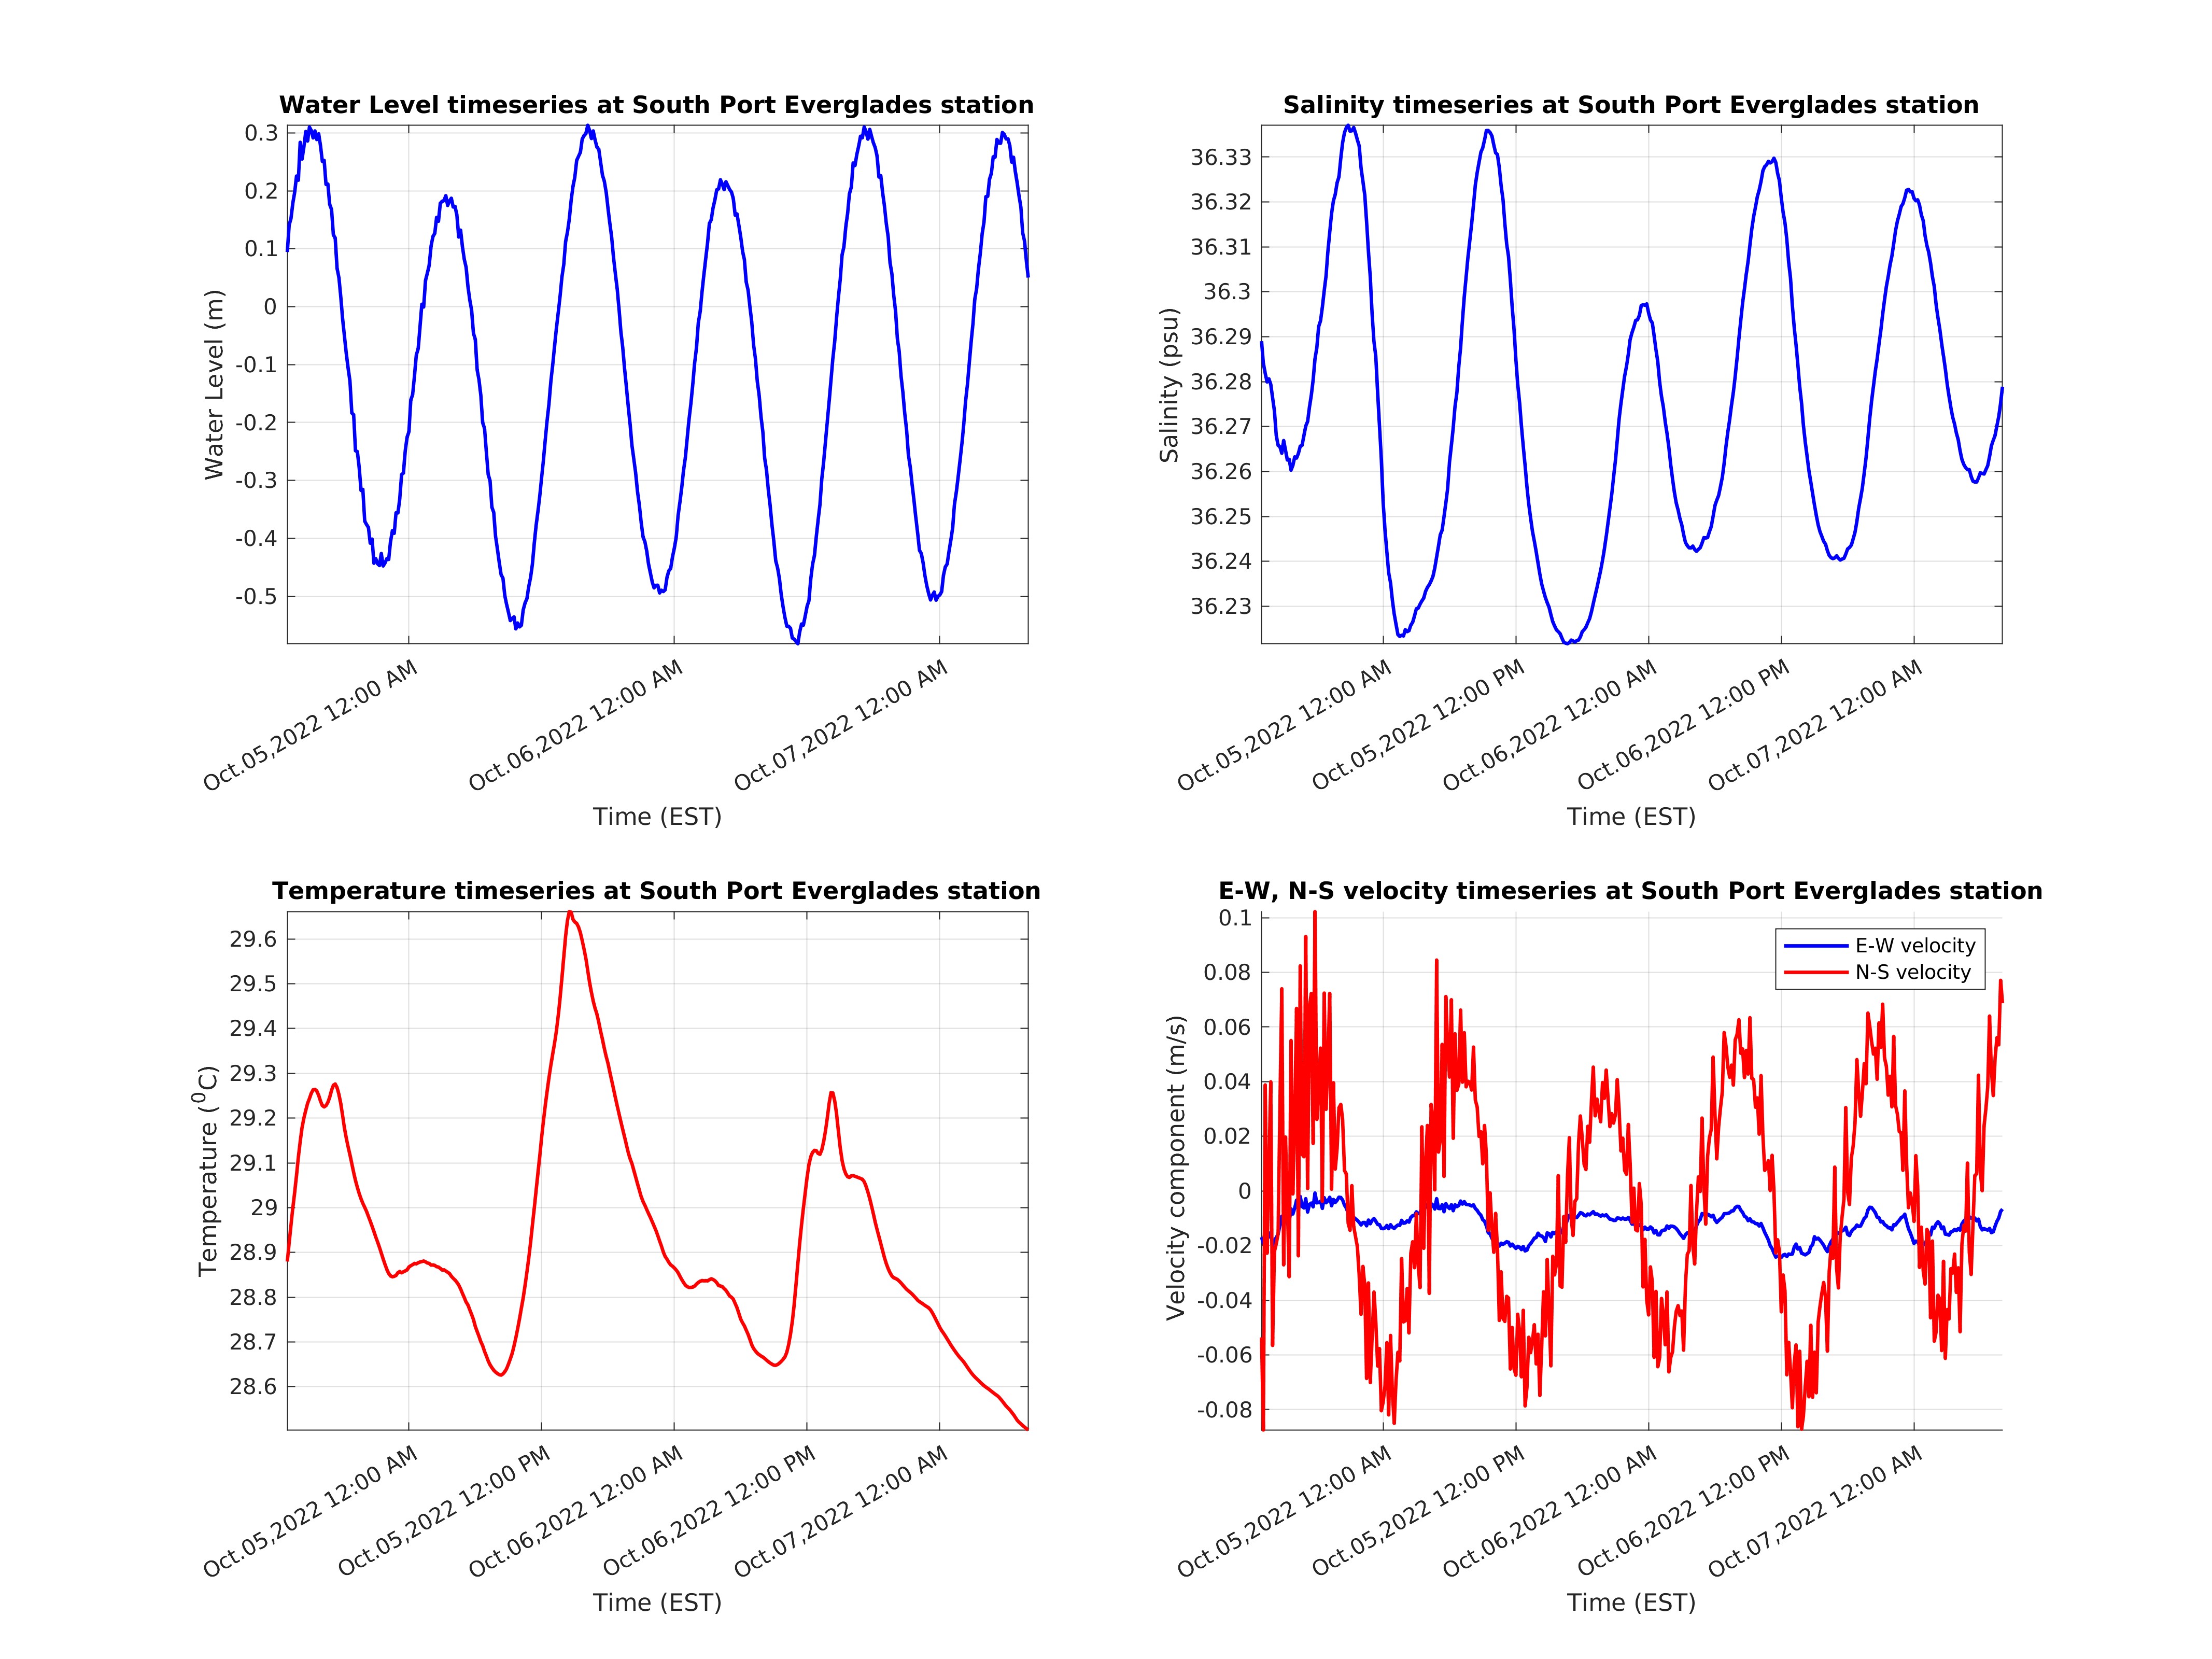 Water Level timeseries at South Port Everglades station
0.3
0.2
0.1
0
-0.1
-0.2
-0.3
-0.4
-0.5
Water Level (m)
Oct.05,2022 12:00 AM
Oct.06,2022 12:00 AM
Oct.07,2022 12:00 AM
Time (EST)
Salinity timeseries at South Port Everglades station
36.33
36.32
36.31
36.3
36.29
36.28
36.27
36.26
36.25
36.24
36.23
Salinity (psu)
Oct.05,2022 12:00 AM
Oct.05,2022 12:00 PM
Oct.06,2022 12:00 AM
Oct.06,2022 12:00 PM
Oct.07,2022 12:00 AM
Time (EST)
Temperature timeseries at South Port Everglades station
29.6
29.5
29.4
29.3
29.2
29.1
29
28.9
28.8
28.7
28.6
Temperature (⁰C)
Oct.05,2022 12:00 AM
Oct.05,2022 12:00 PM
Oct.06,2022 12:00 AM
Oct.06,2022 12:00 PM
Oct.07,2022 12:00 AM
Time (EST)
E-W, N-S velocity timeseries at South Port Everglades station
0.1
0.08
0.06
0.04
0.02
0
-0.02
-0.04
-0.06
-0.08
Velocity component (m/s)
E-W velocity
N-S velocity
Oct.05,2022 12:00 AM
Oct.05,2022 12:00 PM
Oct.06,2022 12:00 AM
Oct.06,2022 12:00 PM
Oct.07,2022 12:00 AM
Time (EST)